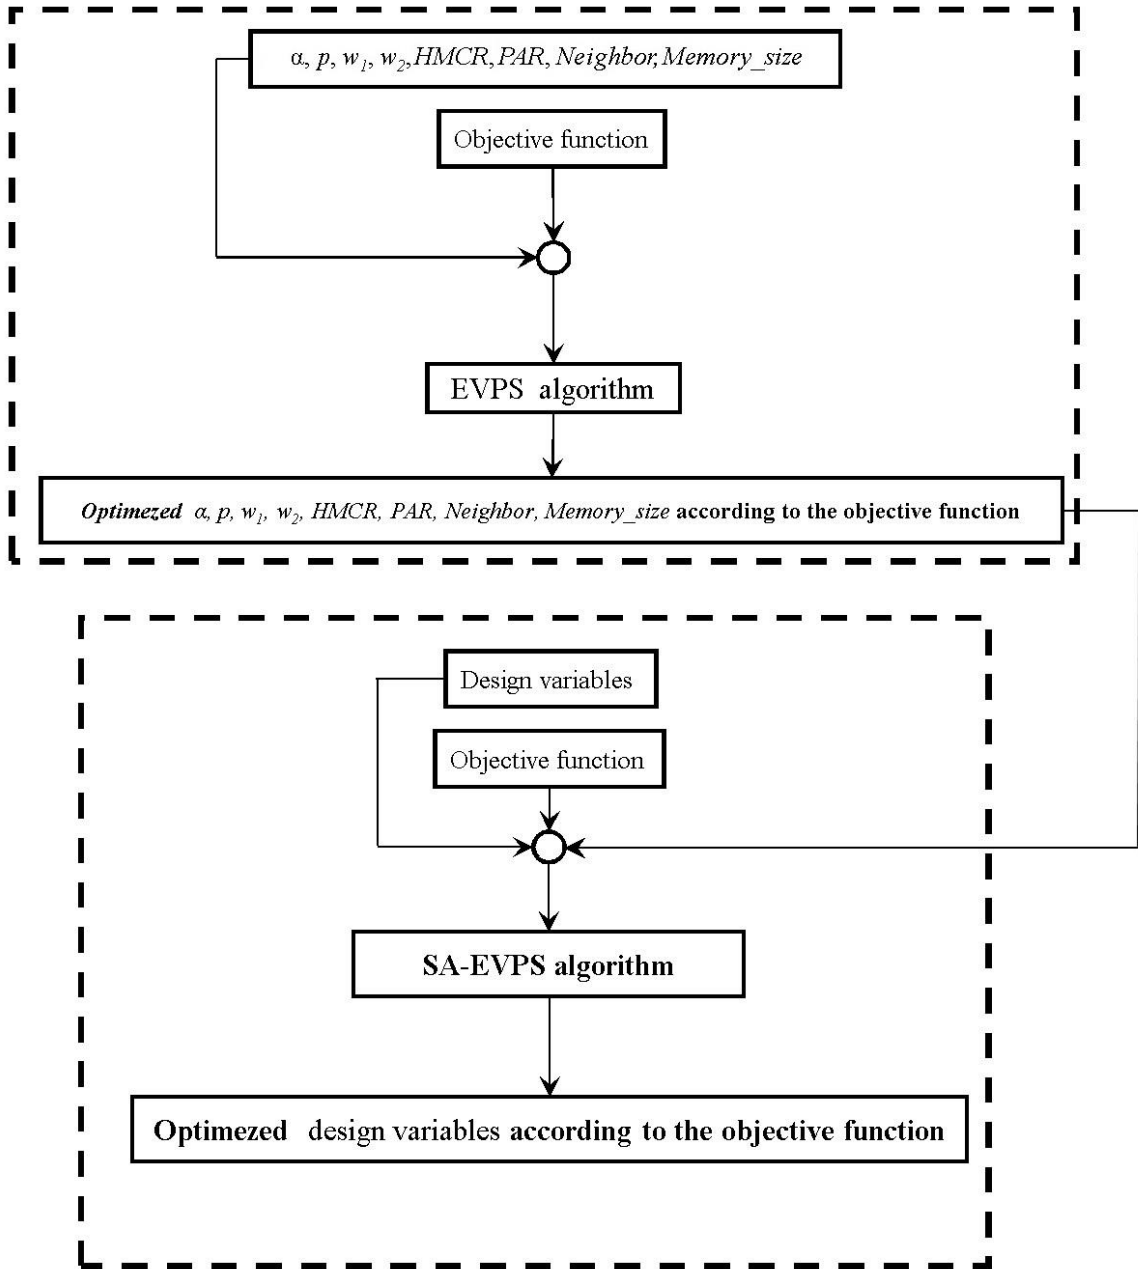 α, p, w1, w2, HMCR, PAR, Neighbor, Memory_size
Objective function
EVPS algorithm
Optimezed α, p, w1, w2, HMCR, PAR, Neighbor, Memory_size according to the objective function
Design variables
Objective function
SA-EVPS algorithm
Optimezed design variables according to the objective function